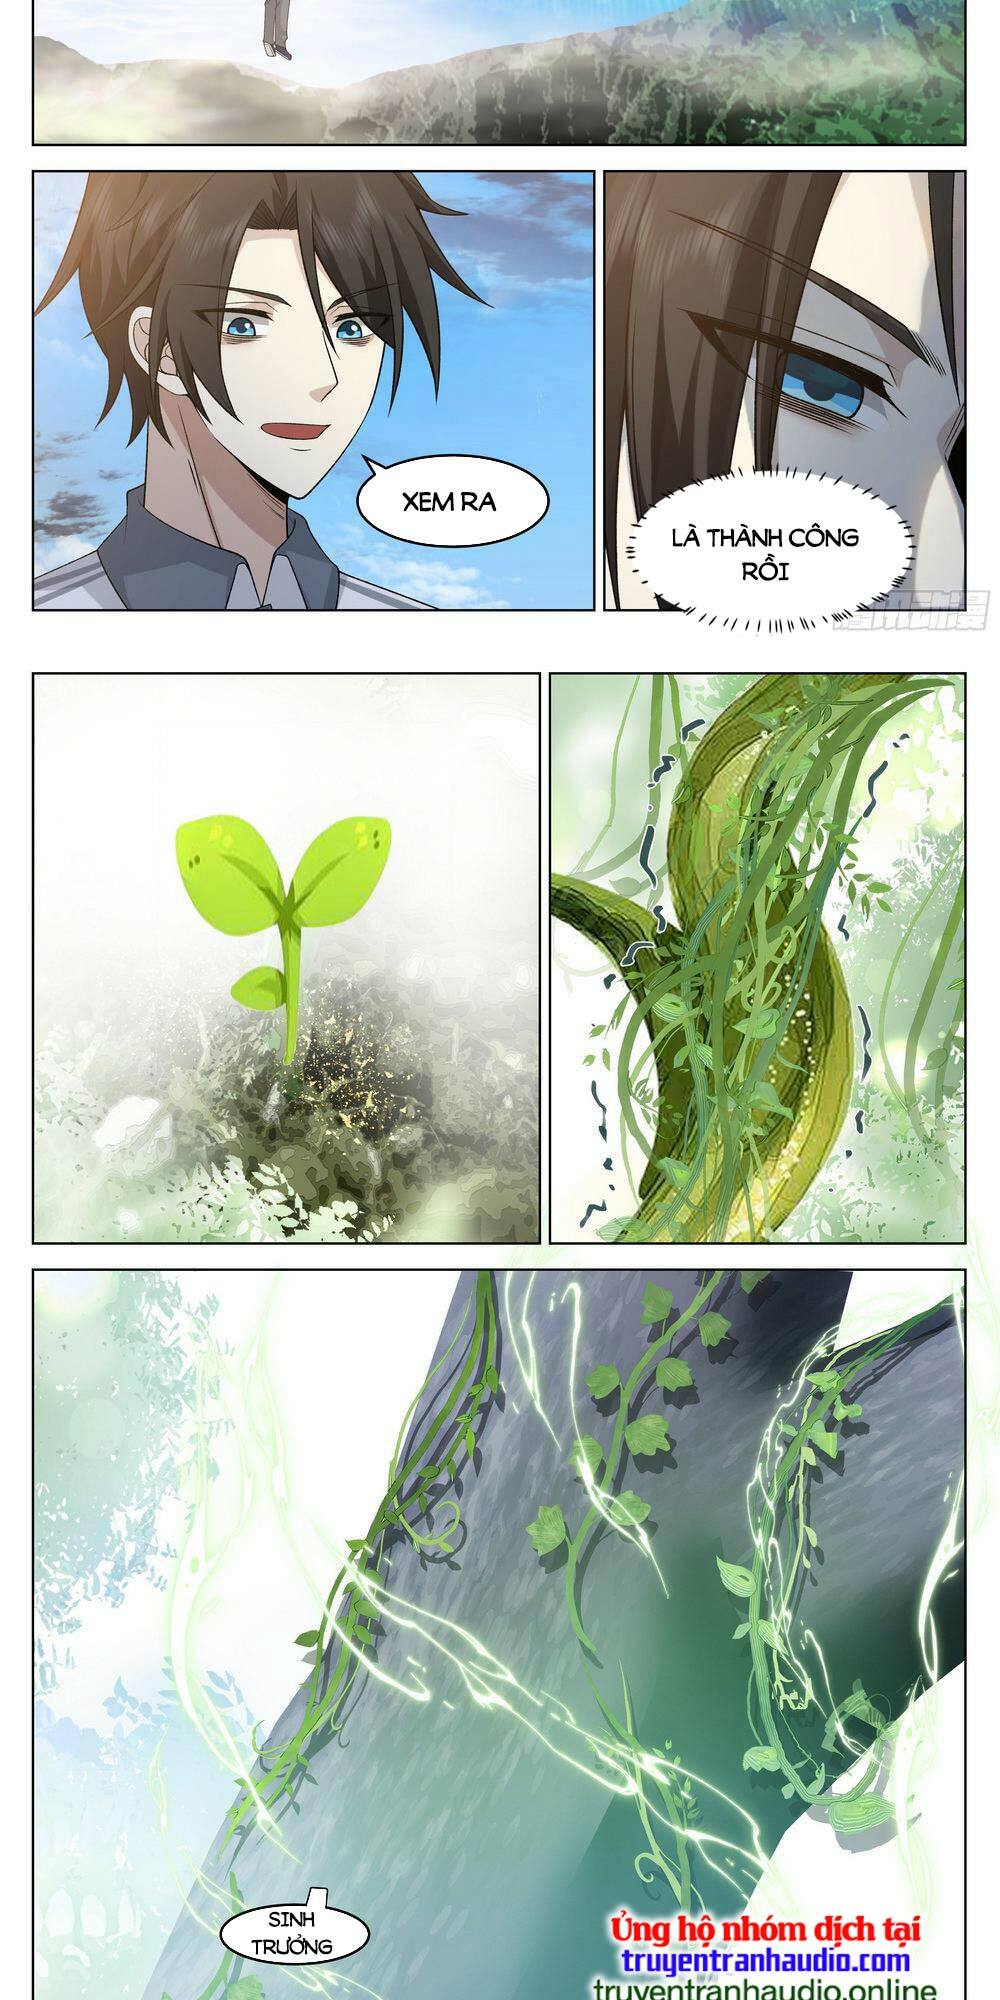 XEM RA
LÀ THÀNH CÔNG
RỒI
SINH
TRƯỞNG
Ủng hộ nhóm dịch tại
truyentranhaudio.com
truyentranhaudio.online